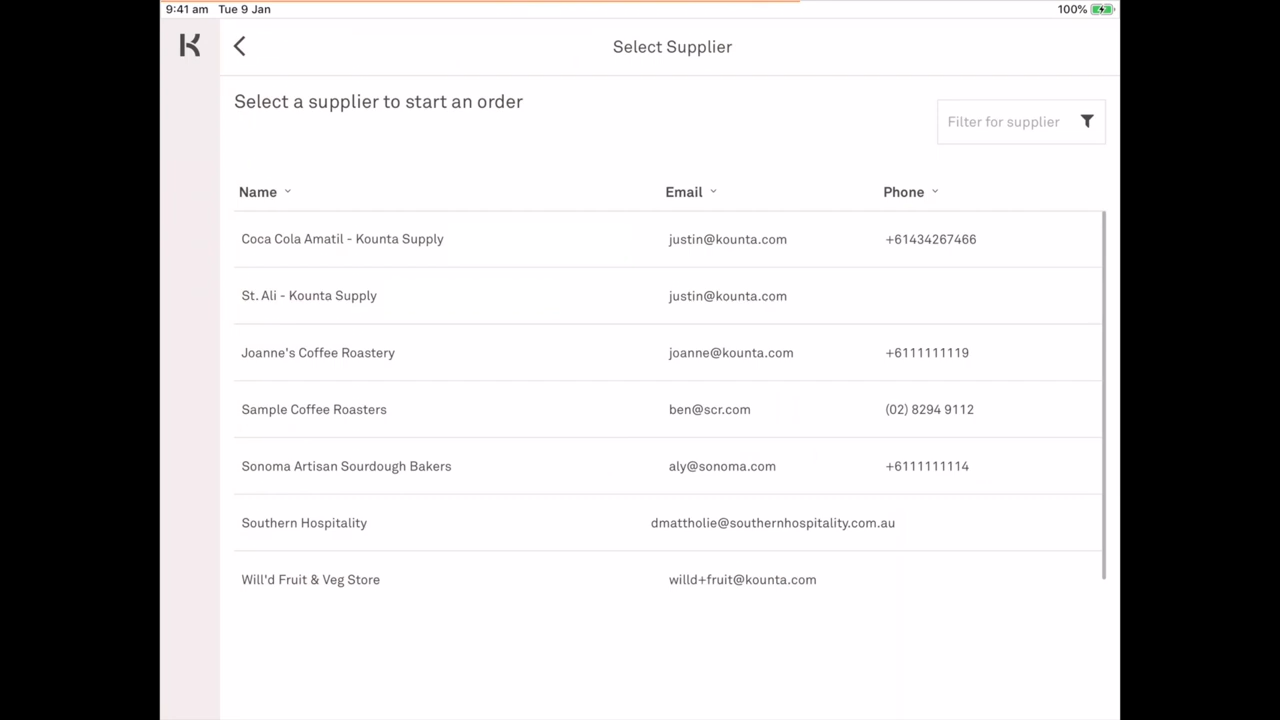 9:41 am Tue 9 Jan 100%
Select Supplier
Select a supplier to start an order
Filter for supplier
Name Email Phone
Coca Cola Amatil - Kounta Supply justin@kounta.com +61434267466
St. Ali - Kounta Supply justin@kounta.com
Joanne's Coffee Roastery joanne@kounta.com +6111111119
Sample Coffee Roasters ben@scr.com (02) 8294 9112
Sonoma Artisan Sourdough Bakers aly@sonoma.com +6111111114
Southern Hospitality dmattholie@southernhospitality.com.au
Will'd Fruit & Veg Store willd+fruit@kounta.com